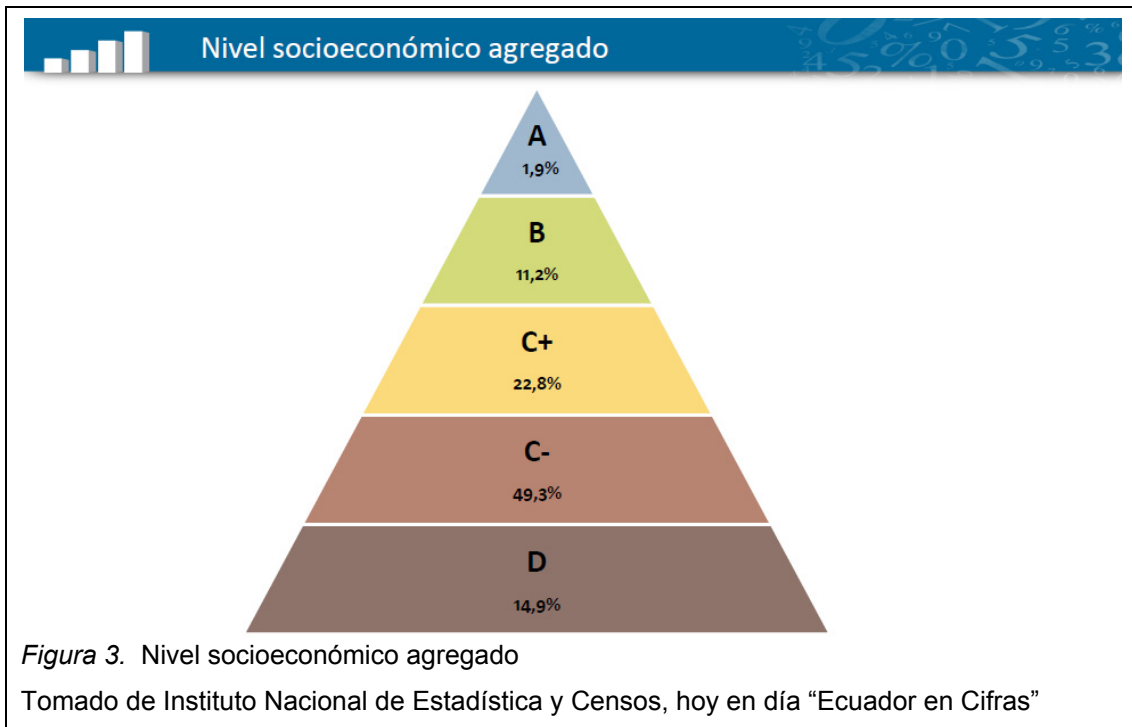 Nivel socioeconómico agregado
A
1,9%
B
11,2%
C+
22,8%
C-
49,3%
D
14,9%
Figura 3. Nivel socioeconómico agregado
Tomado de Instituto Nacional de Estadística y Censos, hoy en día “Ecuador en Cifras”